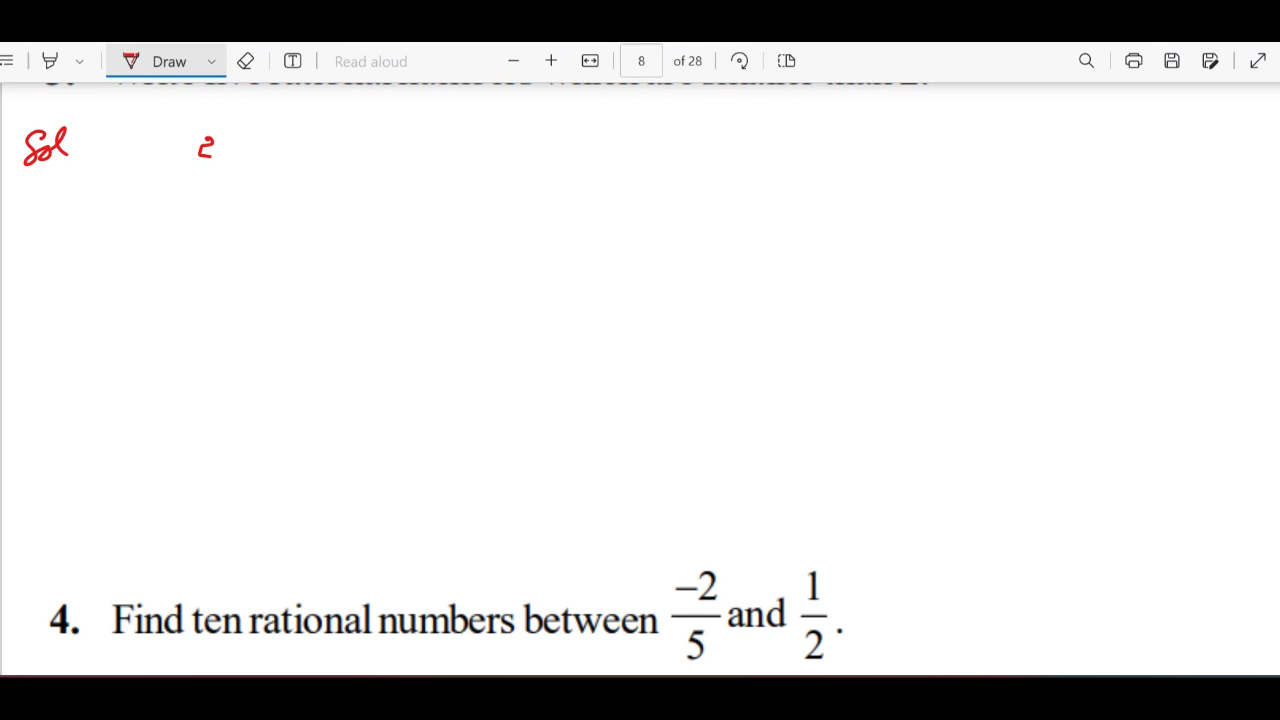 Draw
Read aloud
8 of 28
Sol 2
4. Find ten rational numbers between -2/5 and 1/2.